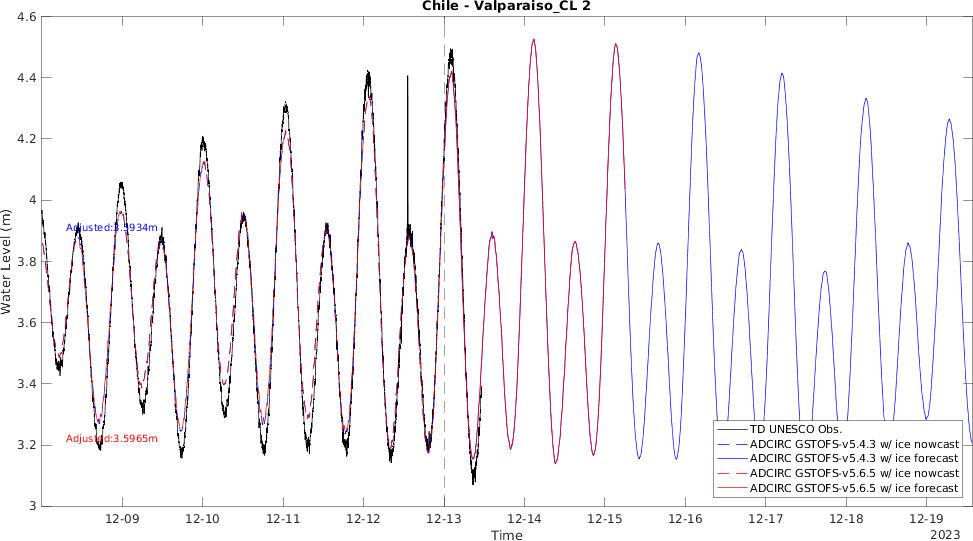 Chile - Valparaiso_CL 2
4.6
4.4
4.2
4
3.8
3.6
3.4
3.2
3
Water Level (m)
Adjusted:3.5934m
Adjusted:3.5965m
TD UNESCO Obs.
ADCIRC GSTOFS-v5.4.3 w/ ice nowcast
ADCIRC GSTOFS-v5.4.3 w/ ice forecast
ADCIRC GSTOFS-v5.6.5 w/ ice nowcast
ADCIRC GSTOFS-v5.6.5 w/ ice forecast
12-09 12-10 12-11 12-12 12-13 12-14 12-15 12-16 12-17 12-18 12-19
Time
2023